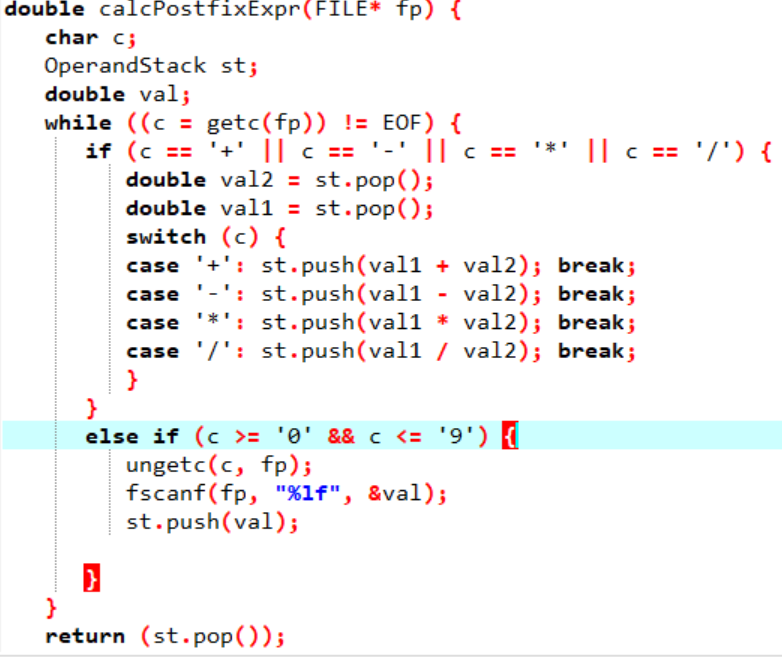 double calcPostfixExpr(FILE* fp) {
   char c;
   OperandStack st;
   double val;
   while ((c = getc(fp)) != EOF) {
      if (c == '+' || c == '-' || c == '*' || c == '/') {
         double val2 = st.pop();
         double val1 = st.pop();
         switch (c) {
         case '+': st.push(val1 + val2); break;
         case '-': st.push(val1 - val2); break;
         case '*': st.push(val1 * val2); break;
         case '/': st.push(val1 / val2); break;
         }
      }
      else if (c >= '0' && c <= '9') {
         ungetc(c, fp);
         fscanf(fp, "%lf", &val);
         st.push(val);

      }
   }
   return (st.pop());